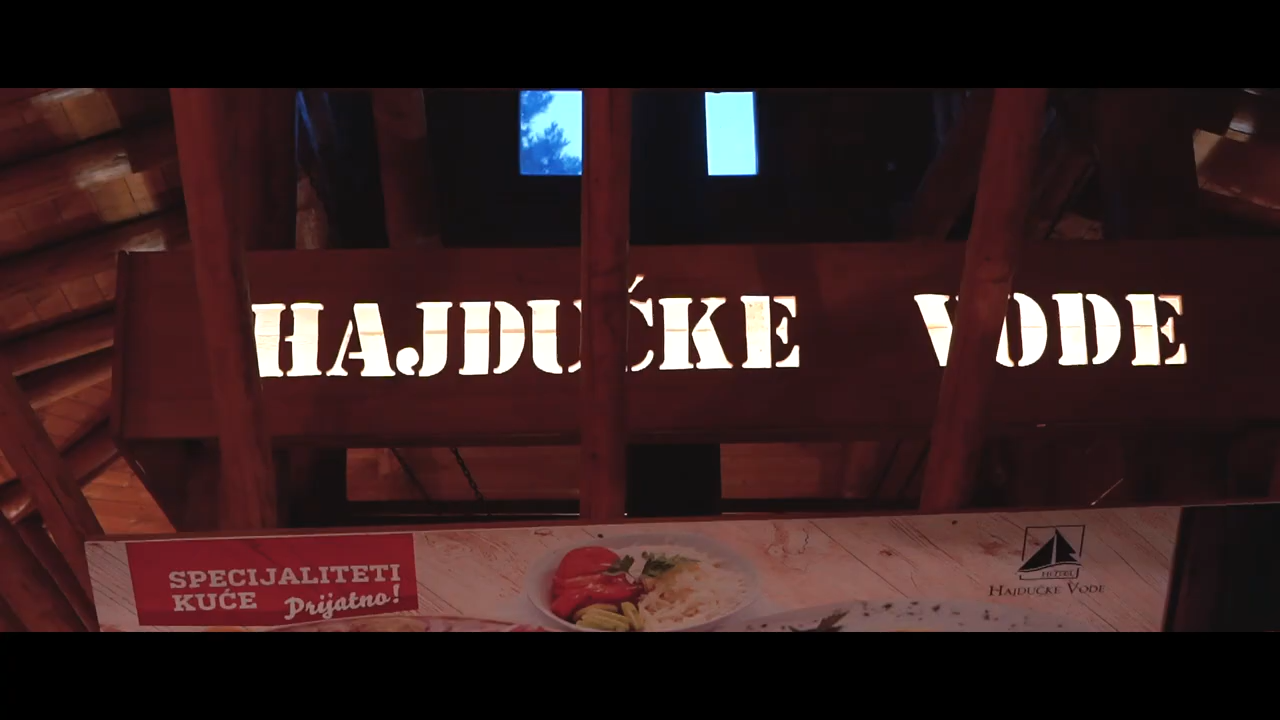 HAJDUČKE VODE
SPECIJALITETI
KUĆE Prijatno!
HOTEL
HAJDUČKE VODE